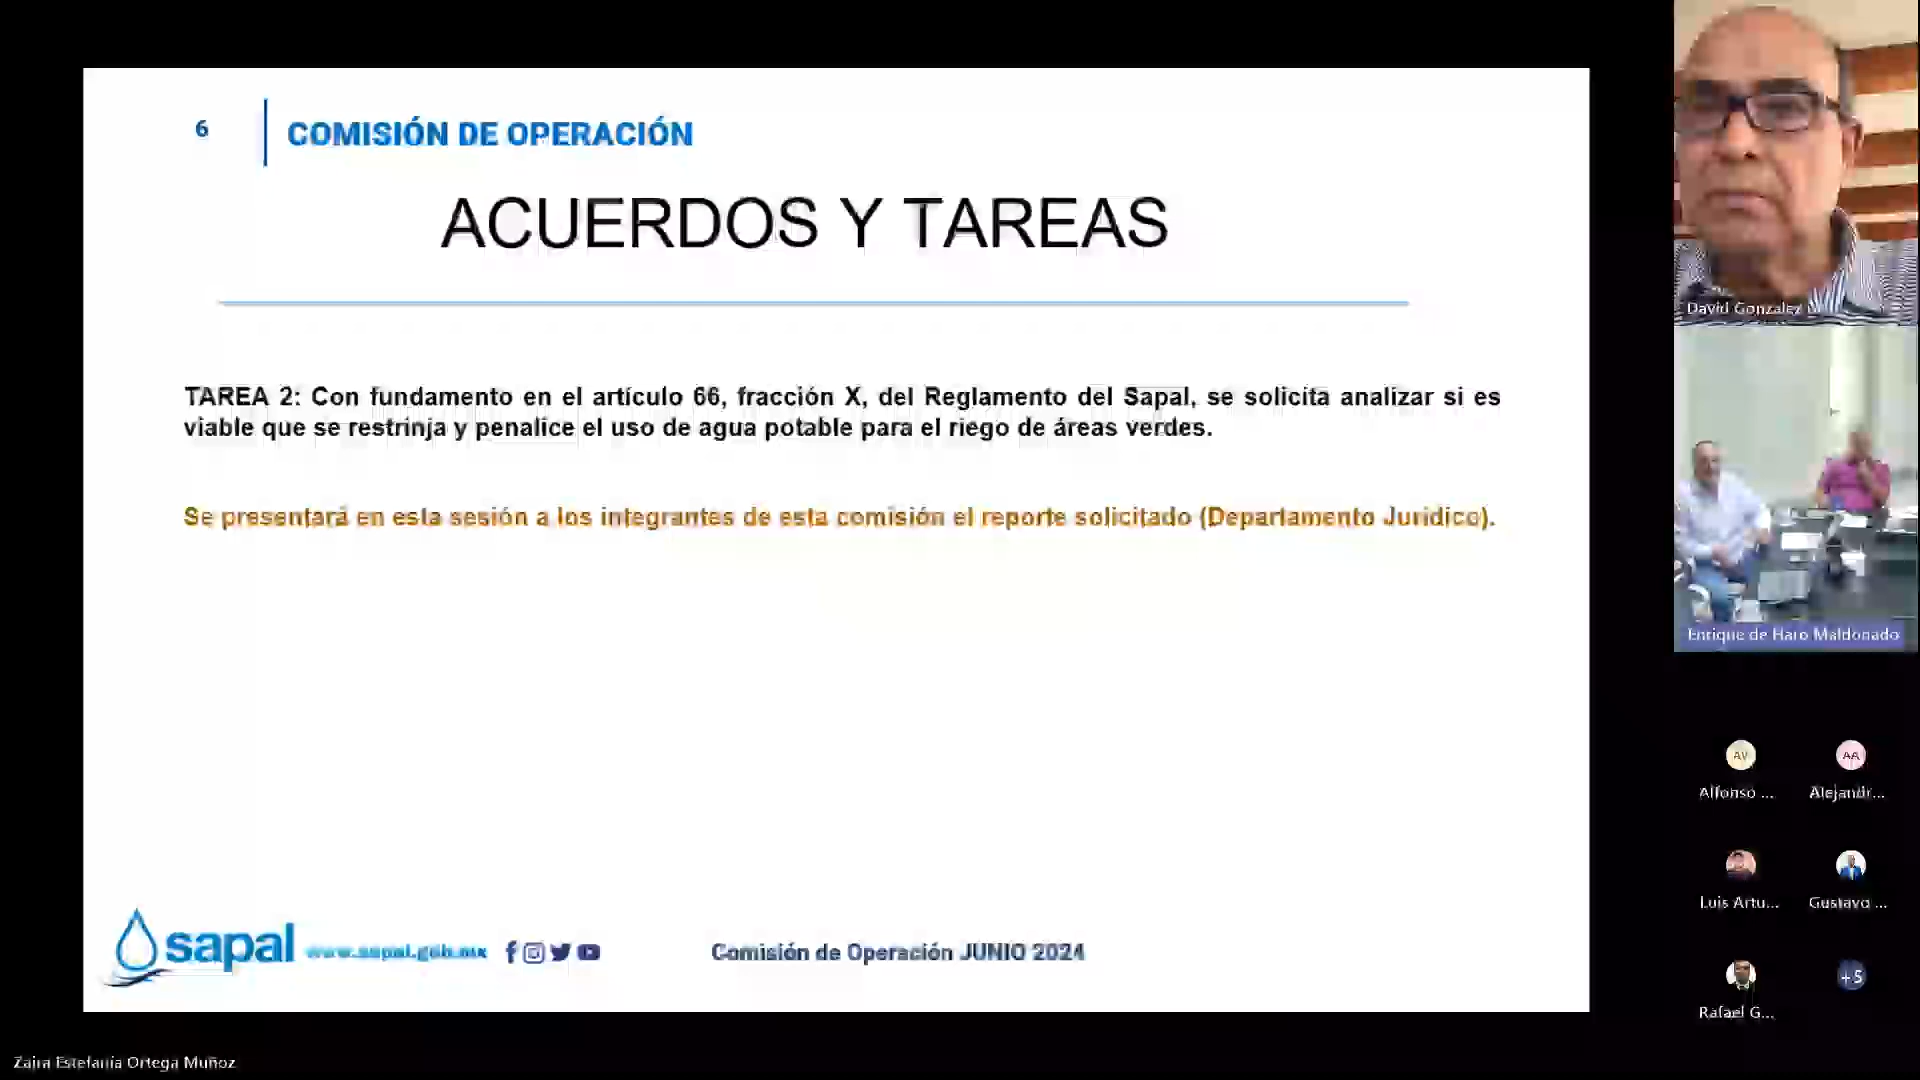 6
COMISIÓN DE OPERACIÓN
ACUERDOS Y TAREAS
TAREA 2: Con fundamento en el artículo 66, fracción X, del Reglamento del Sapal, se solicita analizar si es
viable que se restrinja y penalice el uso de agua potable para el riego de áreas verdes.
Se presentará en esta sesión a los integrantes de esta comisión el reporte solicitado (Departamento Jurídico).
sapal
www.sapal.gob.mx
Comisión de Operación JUNIO 2024
David Gonzalez
Enrique de Haro Maldonado
AV
AA
Alfonso ...
Alejandr...
Luis Artu...
Gustavo ...
Rafael G...
+5
Zaira Estefanía Ortega Muñoz